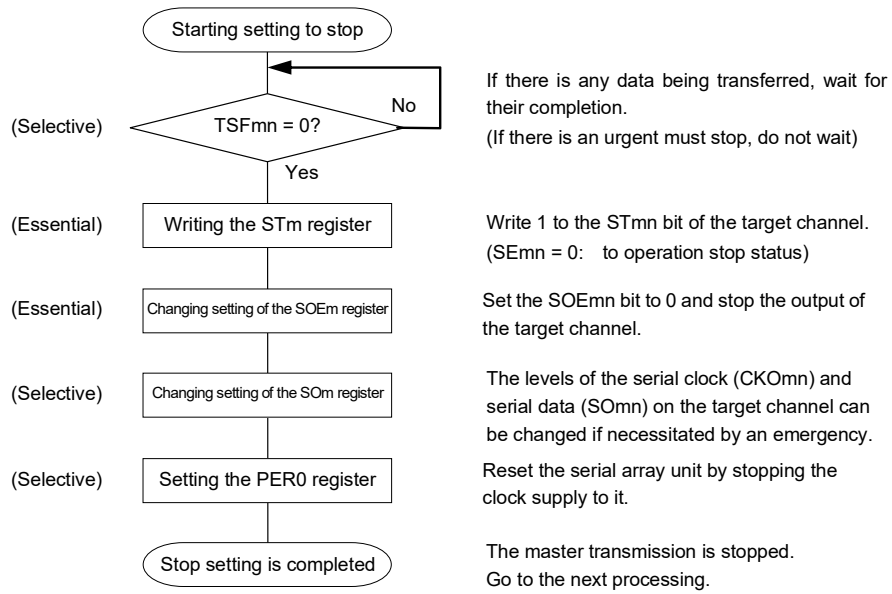 Starting setting to stop
No
If there is any data being transferred, wait for
their completion.
(If there is an urgent must stop, do not wait)
(Selective)
TSFmn = 0?
Yes
(Essential)
Writing the STm register
Write 1 to the STmn bit of the target channel.
(SEmn = 0: to operation stop status)
(Essential)
Changing setting of the SOEm register
Set the SOEmn bit to 0 and stop the output of
the target channel.
(Selective)
Changing setting of the SOm register
The levels of the serial clock (CKOmn) and
serial data (SOmn) on the target channel can
be changed if necessitated by an emergency.
(Selective)
Setting the PER0 register
Reset the serial array unit by stopping the
clock supply to it.
Stop setting is completed
The master transmission is stopped.
Go to the next processing.